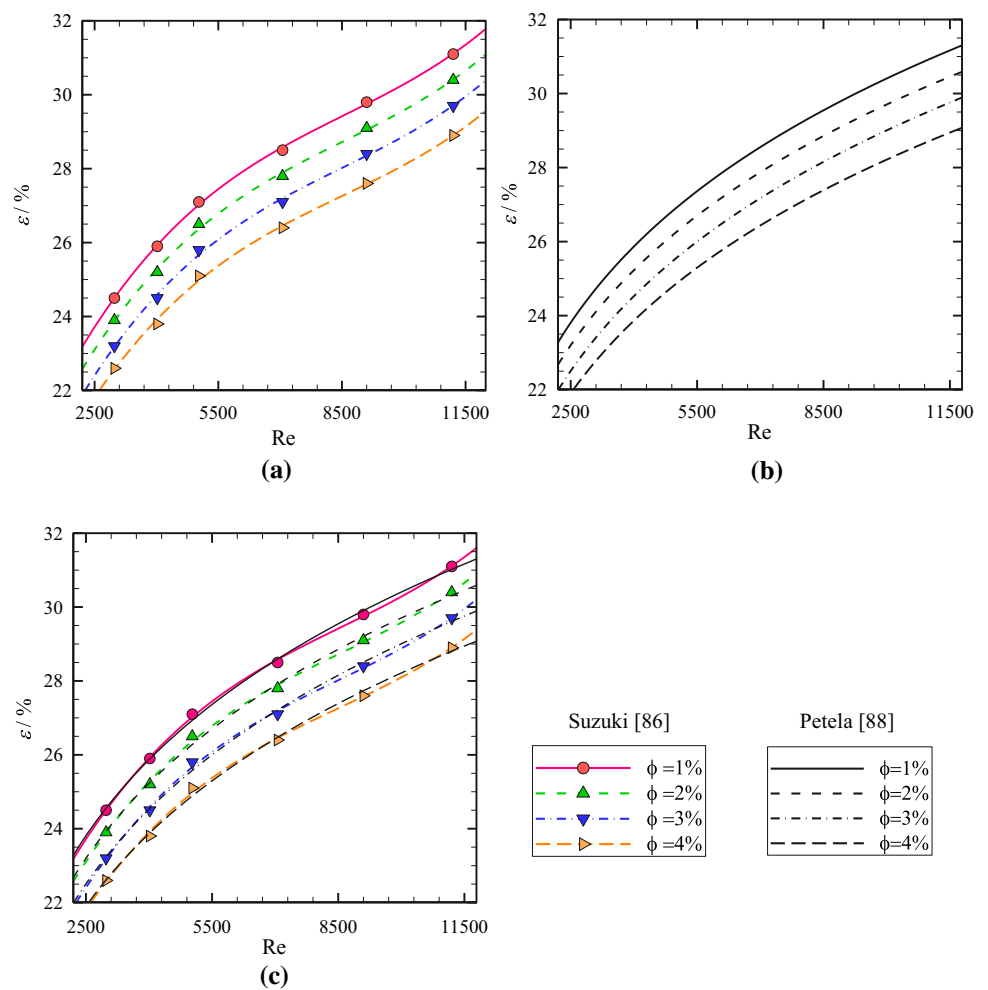 32
30
28
26
24
22
ε / %
2500
5500
8500
11500
Re
(a)
32
30
28
26
24
22
ε / %
2500
5500
8500
11500
Re
(b)
32
30
28
26
24
22
ε / %
2500
5500
8500
11500
Re
(c)
Suzuki [86]
ϕ =1%
ϕ =2%
ϕ =3%
ϕ =4%
Petela [88]
ϕ=1%
ϕ=2%
ϕ=3%
ϕ=4%